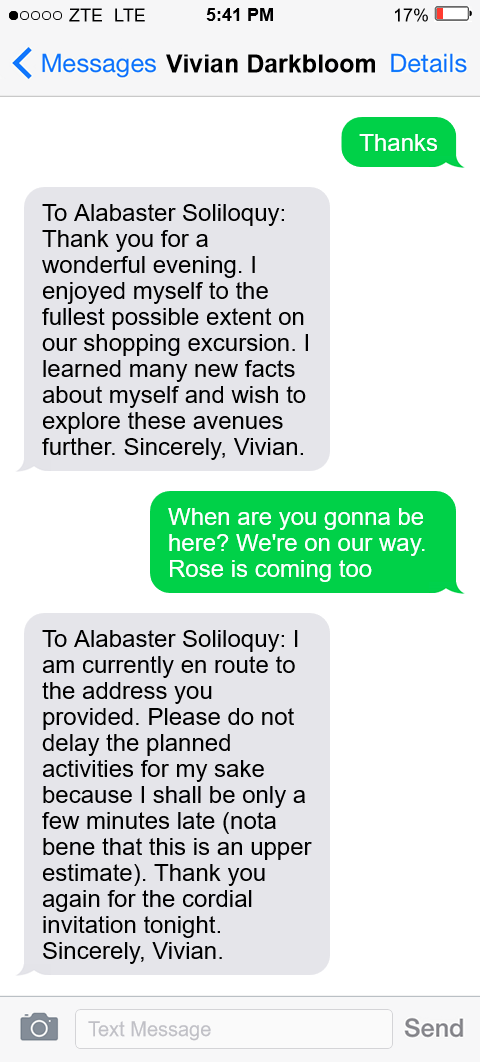 ZTE LTE 5:41 PM 17%
Messages Vivian Darkbloom Details
Thanks
To Alabaster Soliloquy:
Thank you for a
wonderful evening. I
enjoyed myself to the
fullest possible extent on
our shopping excursion. I
learned many new facts
about myself and wish to
explore these avenues
further. Sincerely, Vivian.
When are you gonna be
here? We're on our way.
Rose is coming too
To Alabaster Soliloquy: I
am currently en route to
the address you
provided. Please do not
delay the planned
activities for my sake
because I shall be only a
few minutes late (nota
bene that this is an upper
estimate). Thank you
again for the cordial
invitation tonight.
Sincerely, Vivian.
Text Message Send